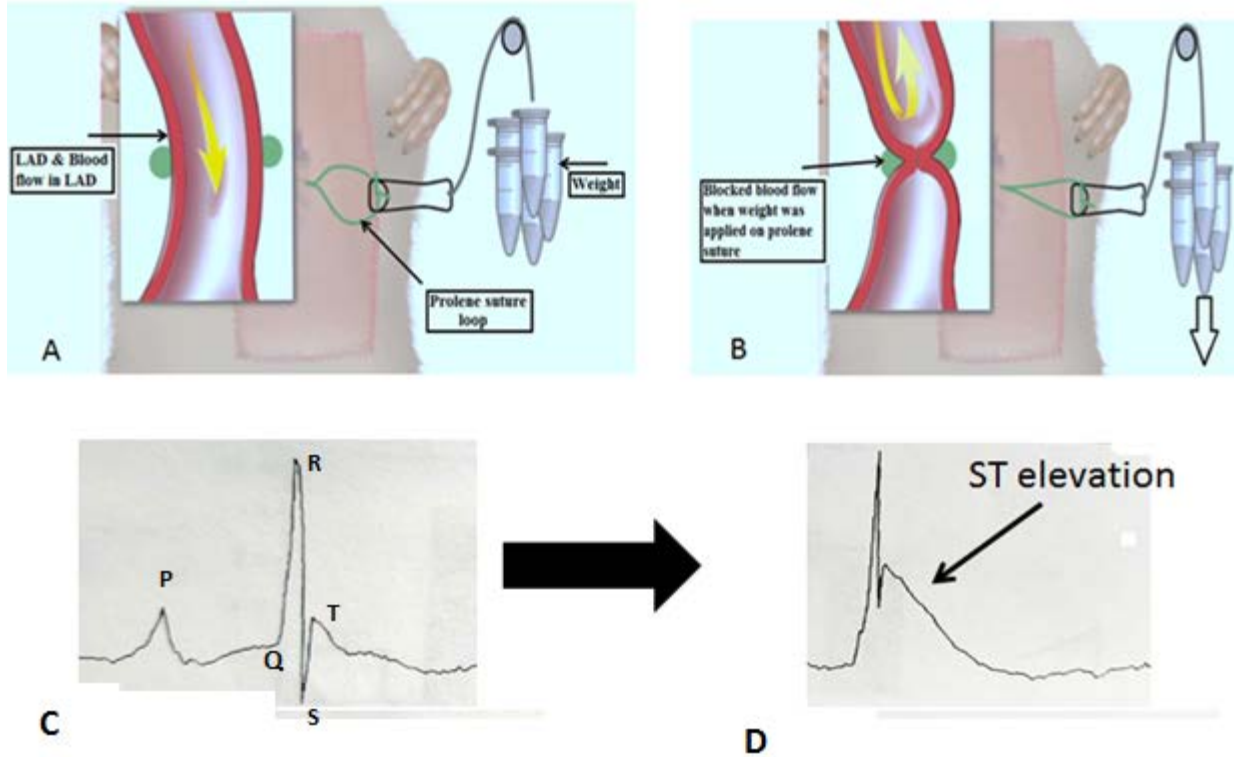 LAD & Blood
flow in LAD
Weight
Prolene suture
loop
A
Blocked blood flow
when weight was
applied on prolene
suture
B
P
R
T
Q
S
C
ST elevation
D